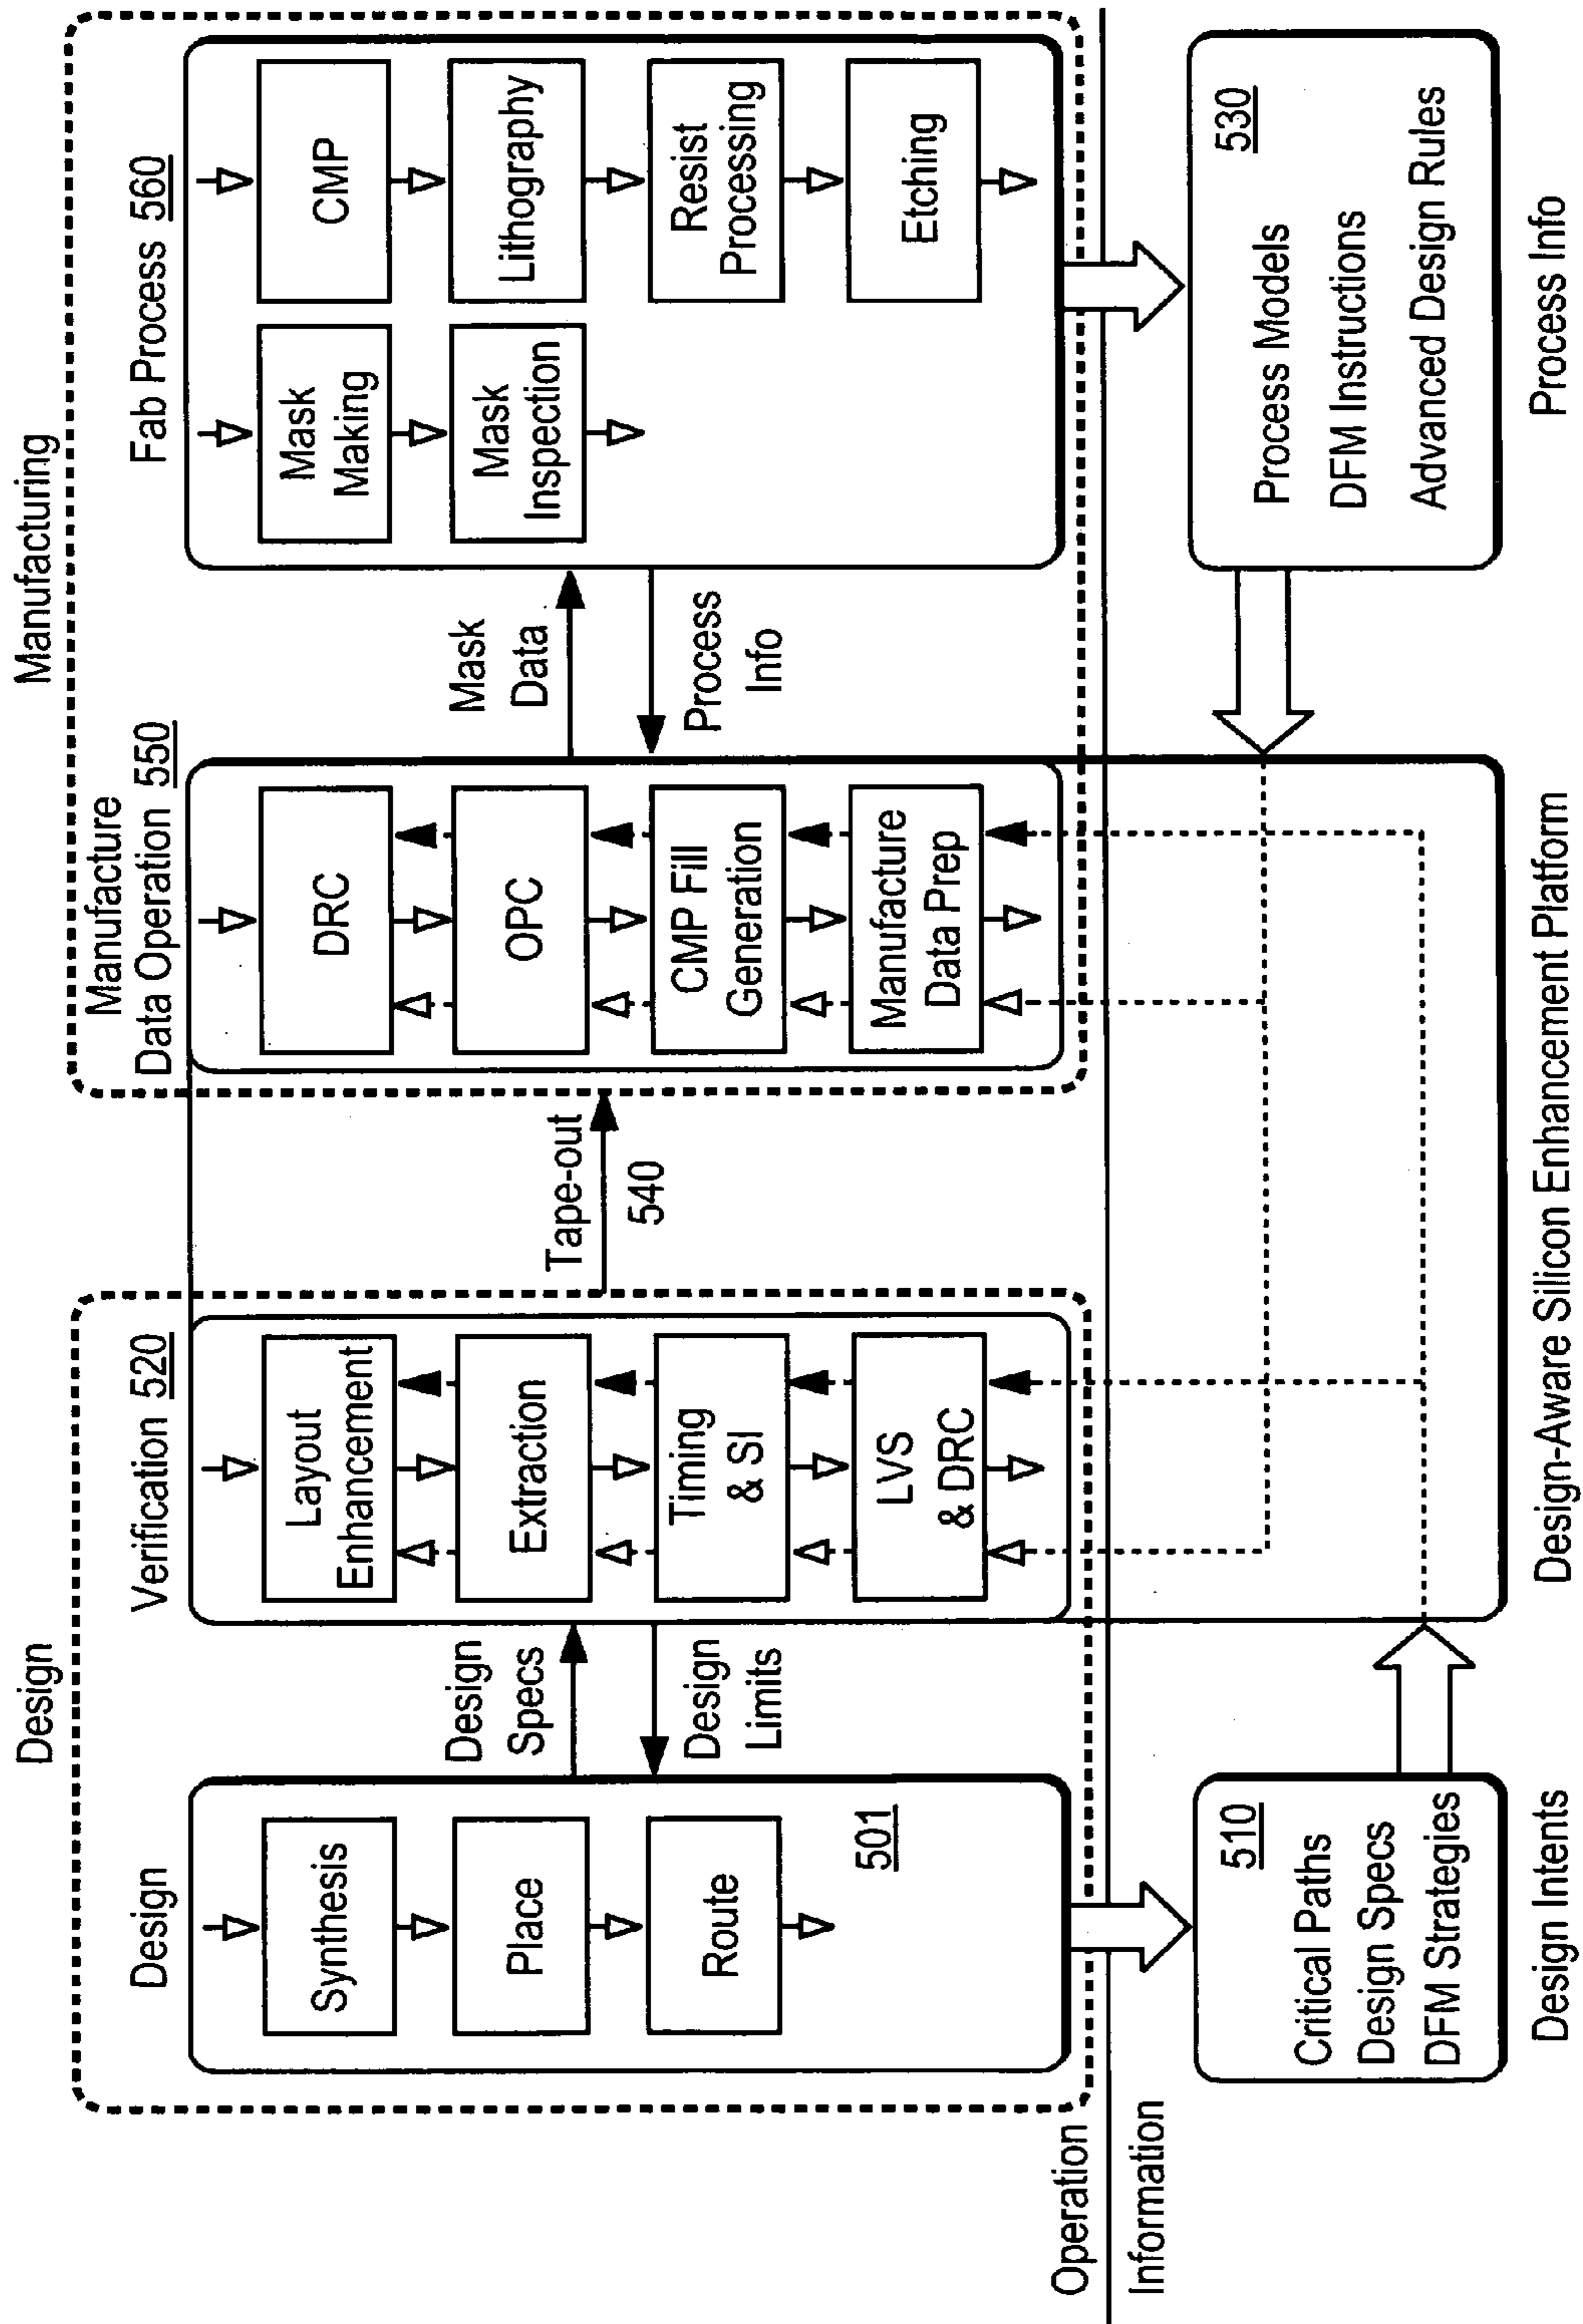 Design
Manufacturing
Design
Synthesis
Place
Route
501
Design
Specs
Design
Limits
Verification 520
Layout
Enhancement
Extraction
Timing
& SI
LVS
& DRC
Tape-out
540
Manufacture
Data Operation 550
DRC
OPC
CMP Fill
Generation
Manufacture
Data Prep
Mask
Data
Process
Info
Fab Process 560
Mask
Making
Mask
Inspection
CMP
Lithography
Resist
Processing
Etching
Operation
Information
510
Critical Paths
Design Specs
DFM Strategies
Design Intents
Design-Aware Silicon Enhancement Platform
530
Process Models
DFM Instructions
Advanced Design Rules
Process Info